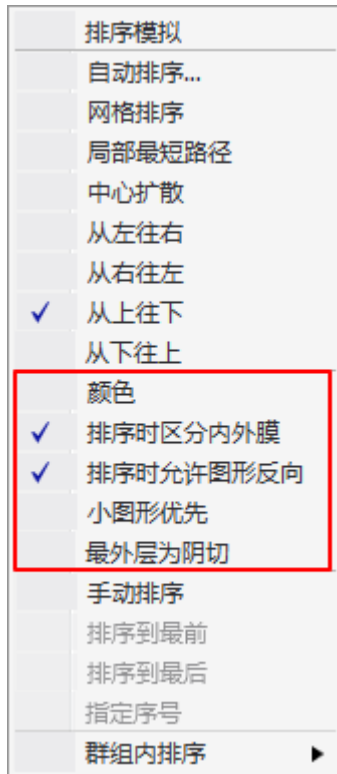 排序模拟
自动排序...
网格排序
局部最短路径
中心扩散
从左往右
从右往左
从上往下
从下往上
颜色
排序时区分内外膜
排序时允许图形反向
小图形优先
最外层为阴切
手动排序
排序到最前
排序到最后
指定序号
群组内排序